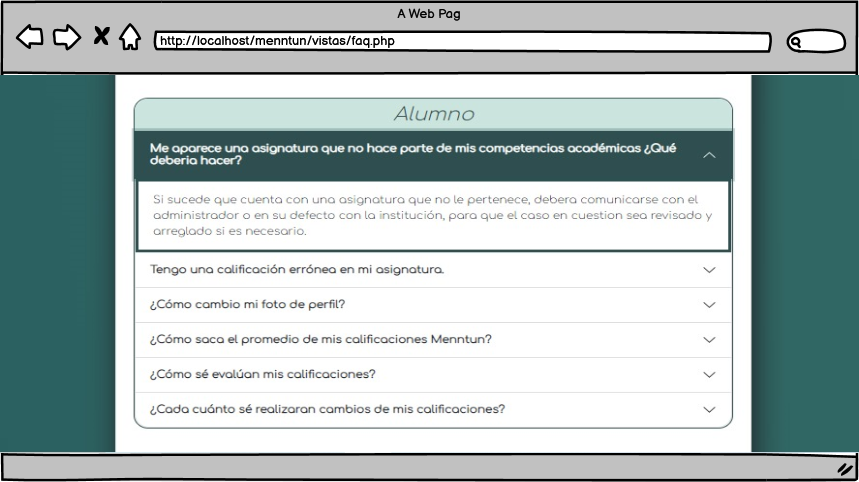 A Web Pag
http://localhost/menntun/vistas/faq.php
Alumno
Me aparece una asignatura que no hace parte de mis competencias académicas ¿Qué
deberia hacer?
Si sucede que cuenta con una asignatura que no le pertenece, debera comunicarse con el
administrador o en su defecto con la institución, para que el caso en cuestion sea revisado y
arreglado si es necesario.
Tengo una calificación errónea en mi asignatura.
¿Cómo cambio mi foto de perfil?
¿Cómo saca el promedio de mis calificaciones Menntun?
¿Cómo sé evalúan mis calificaciones?
¿Cada cuánto sé realizaran cambios de mis calificaciones?